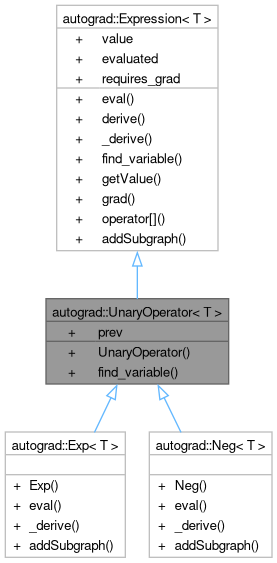 autograd::Expression< T >
+ value
+ evaluated
+ requires_grad
+ eval()
+ derive()
+ _derive()
+ find_variable()
+ getValue()
+ grad()
+ operator[]()
+ addSubgraph()
autograd::UnaryOperator< T >
+ prev
+ UnaryOperator()
+ find_variable()
autograd::Exp< T >
+ Exp()
+ eval()
+ _derive()
+ addSubgraph()
autograd::Neg< T >
+ Neg()
+ eval()
+ _derive()
+ addSubgraph()